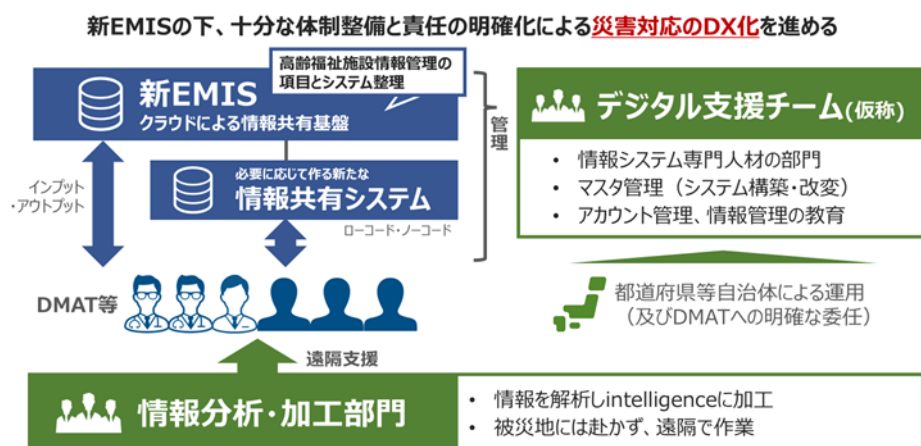 新EMISの下、十分な体制整備と責任の明確化による災害対応のDX化を進める
高齢福祉施設情報管理の
項目とシステム整理
新EMIS
クラウドによる情報共有基盤
管理
インプット
・アウトプット
必要に応じて作る新たな
情報共有システム
ローコード・ノーコード
DMAT等
遠隔支援
デジタル支援チーム(仮称)
• 情報システム専門人材の部門
• マスタ管理（システム構築・改変）
• アカウント管理、情報管理の教育
都道府県等自治体による運用
（及びDMATへの明確な委任）
情報分析・加工部門
• 情報を解析しintelligenceに加工
• 被災地には赴かず、遠隔で作業